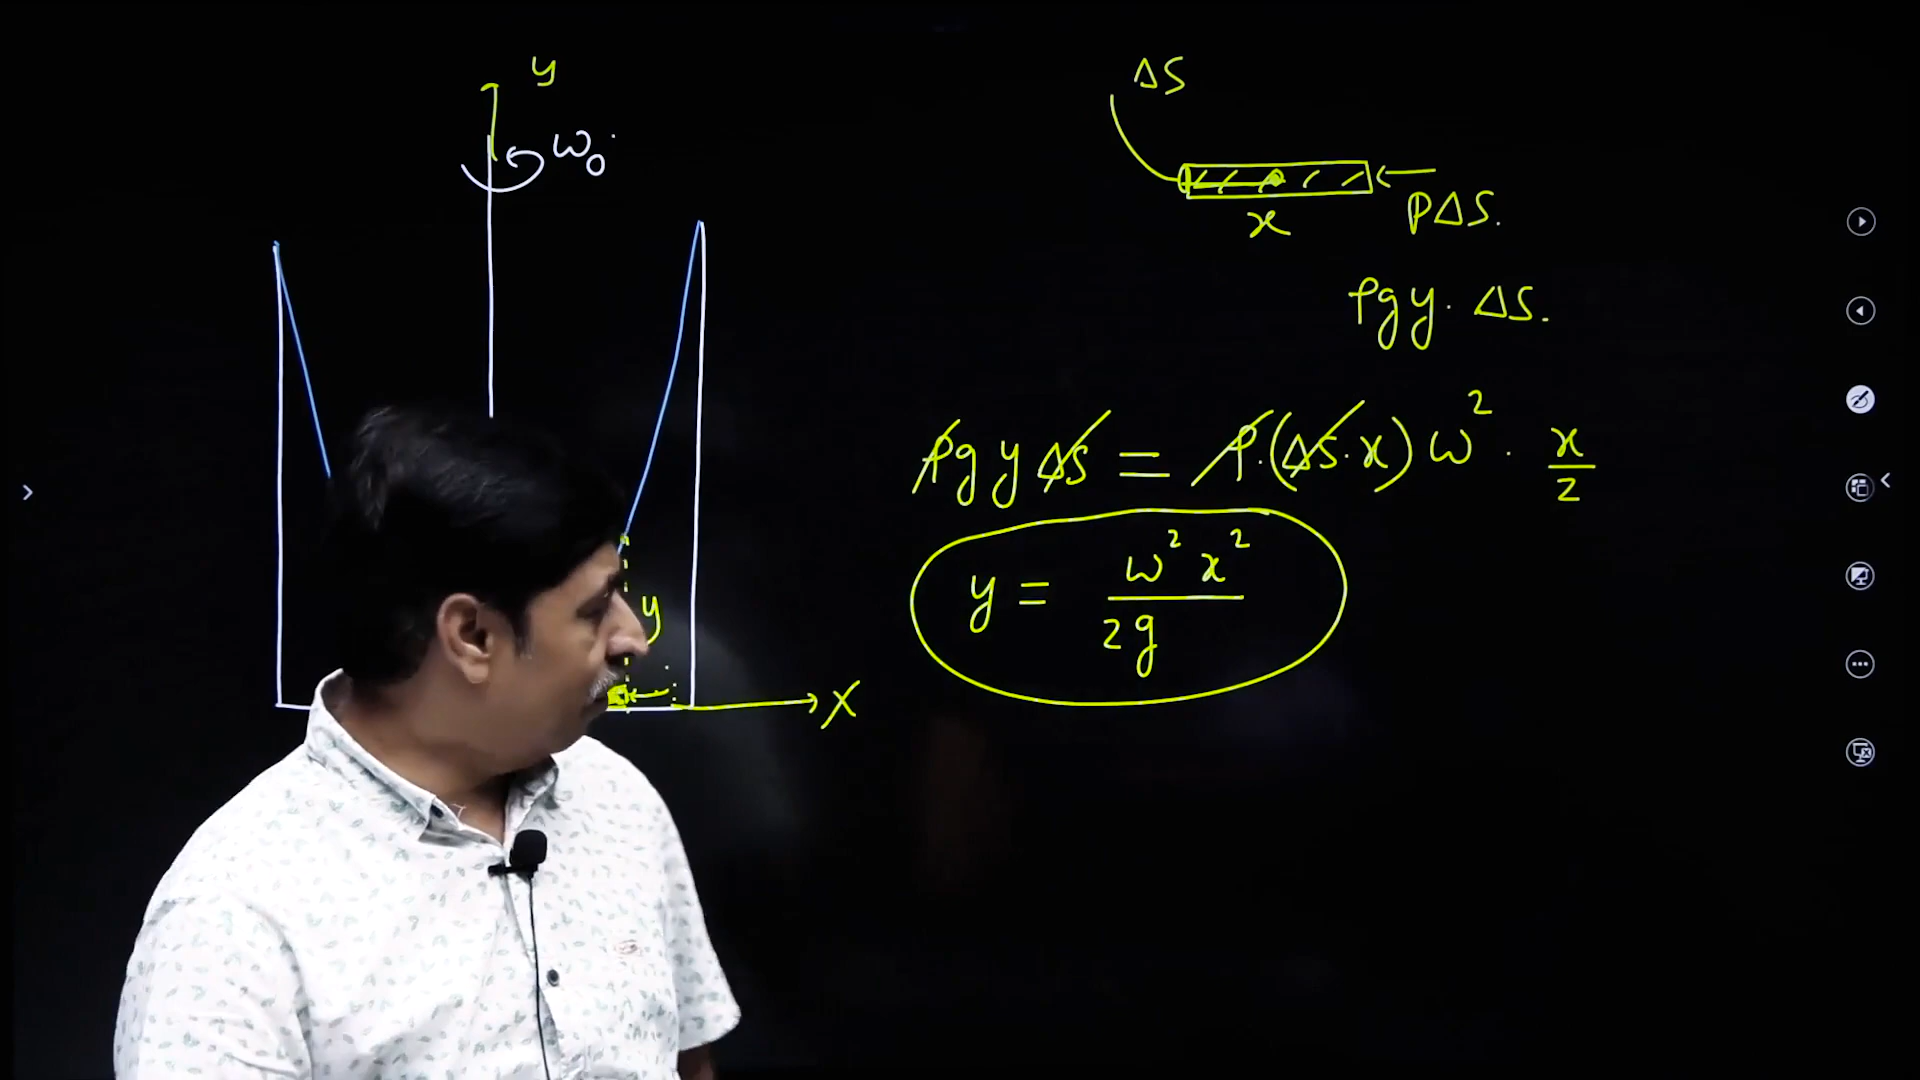 y
ω₀
y
X
ΔS
x
PΔS.
ρgy. ΔS.
ρgyΔS = ρ.(ΔS.x)ω² . x/2
y = ω²x²/2g